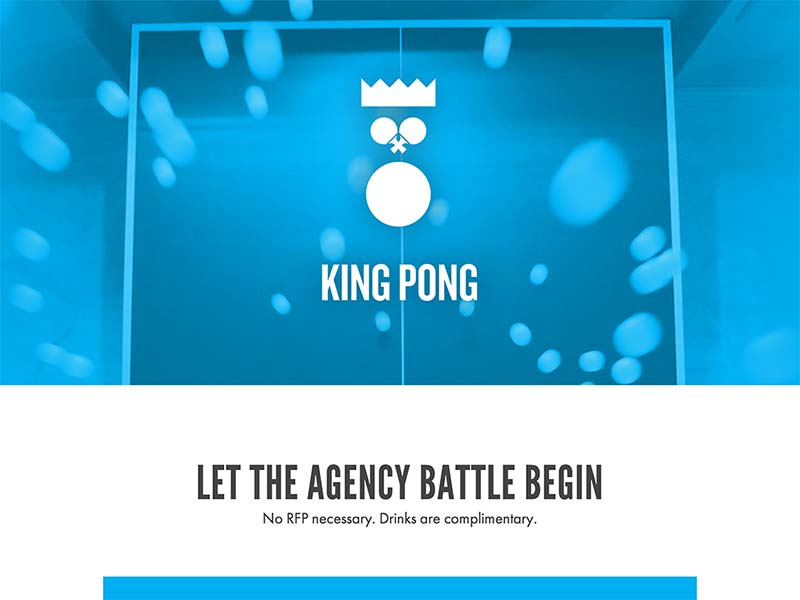 KING PONG
LET THE AGENCY BATTLE BEGIN
No RFP necessary. Drinks are complimentary.